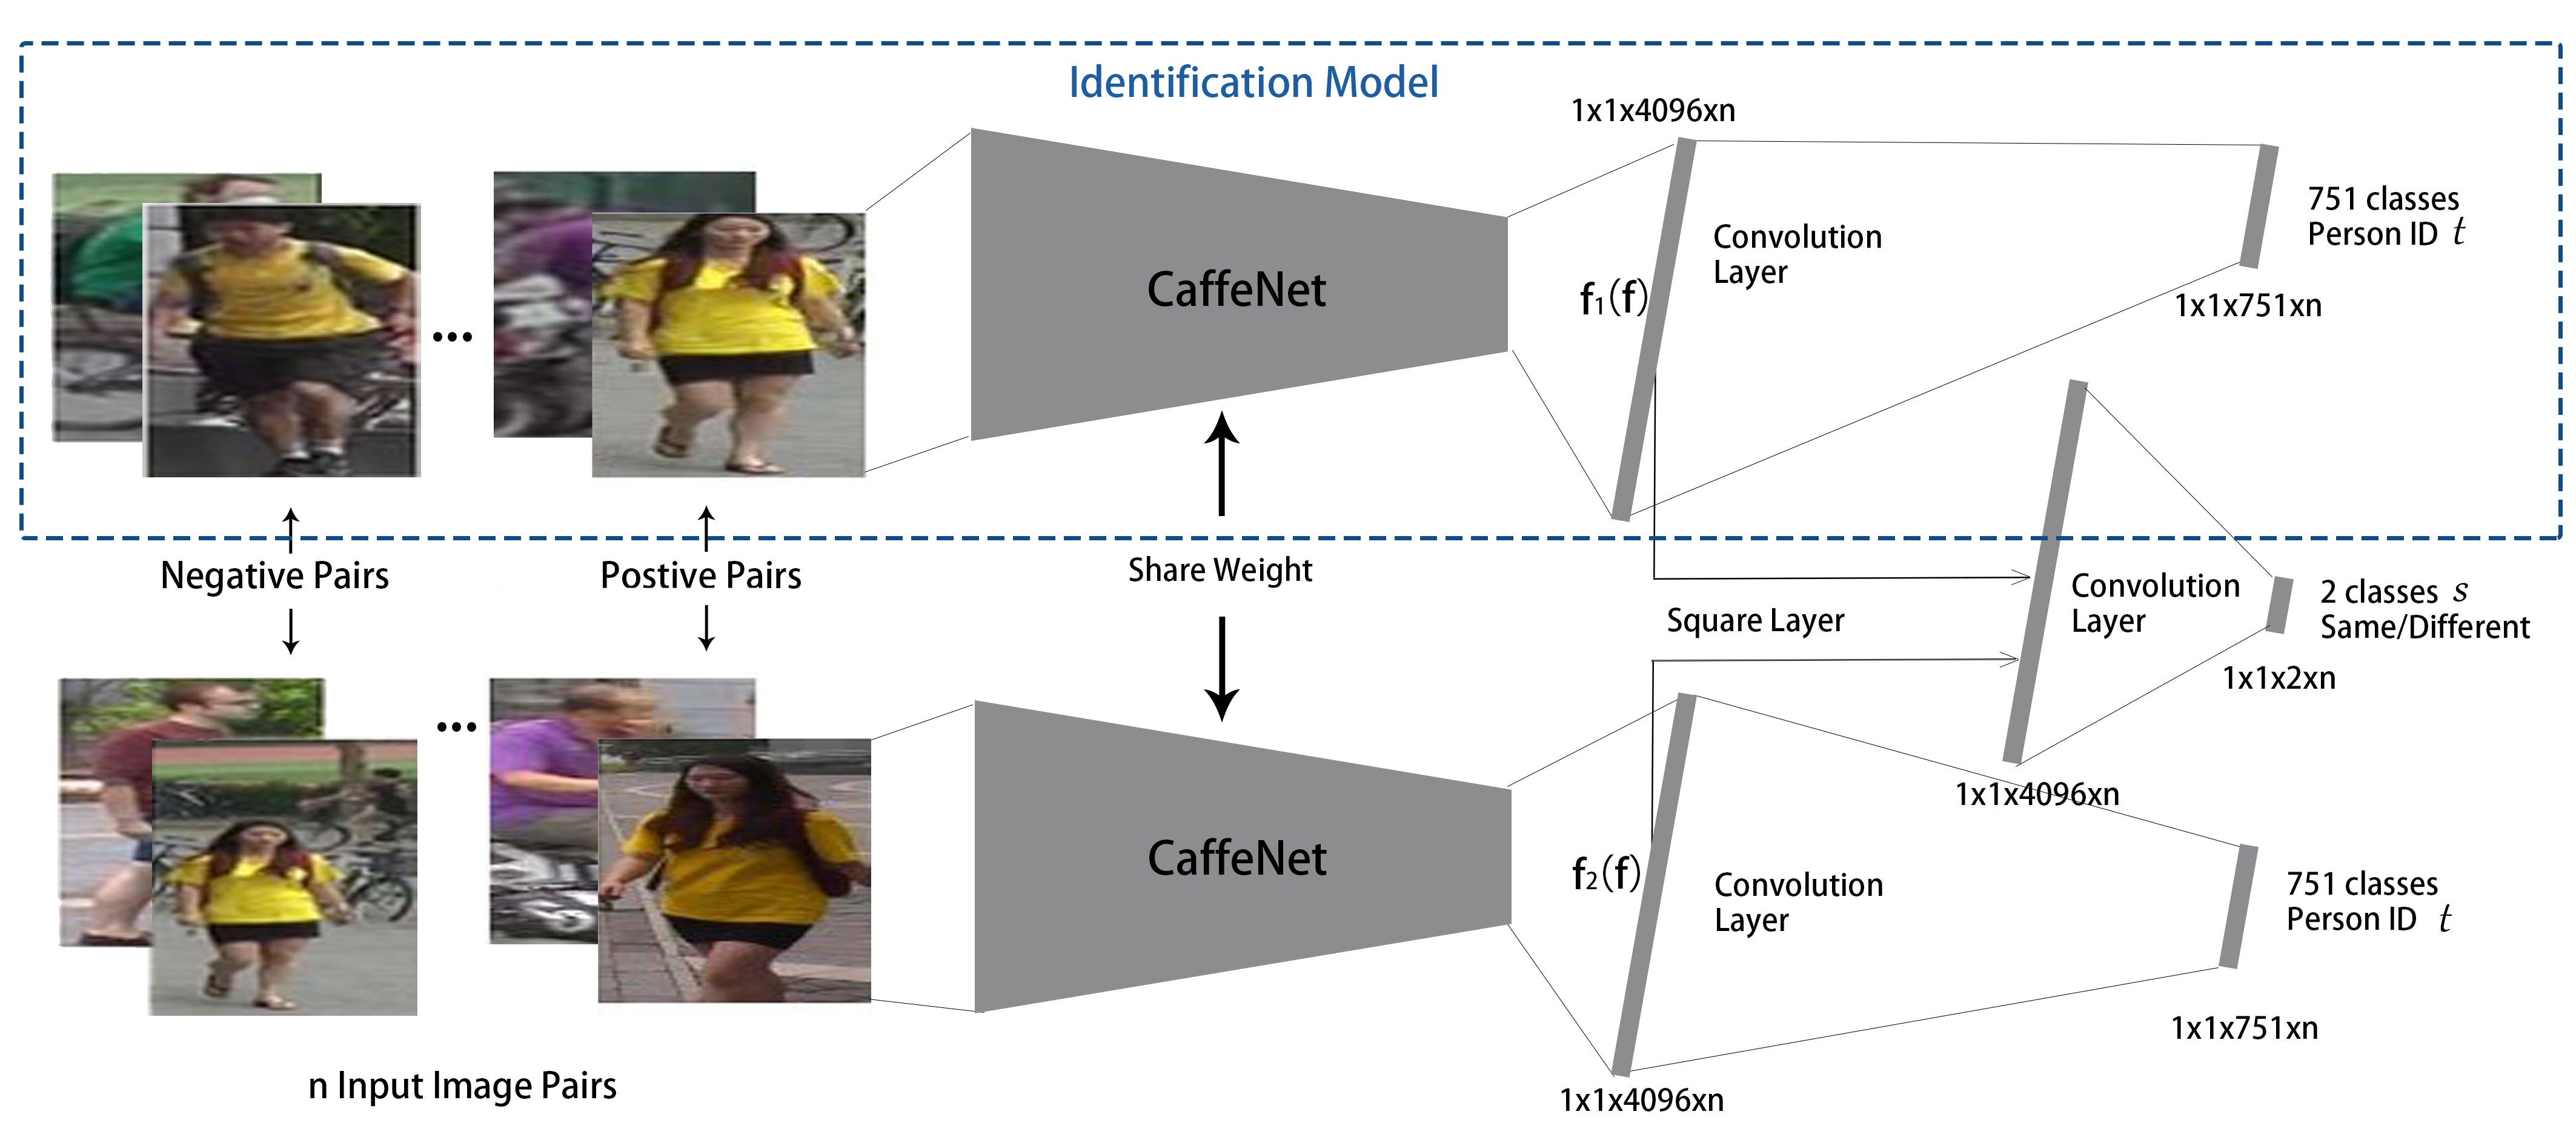 Identification Model
1x1x4096xn
CaffeNet
f₁(f)
Convolution
Layer
751 classes
Person ID t
1x1x751xn
...
Negative Pairs
Postive Pairs
Share Weight
Square Layer
Convolution
Layer
2 classes s
Same/Different
1x1x2xn
1x1x4096xn
...
CaffeNet
f₂(f)
Convolution
Layer
751 classes
Person ID t
1x1x751xn
1x1x4096xn
n Input Image Pairs